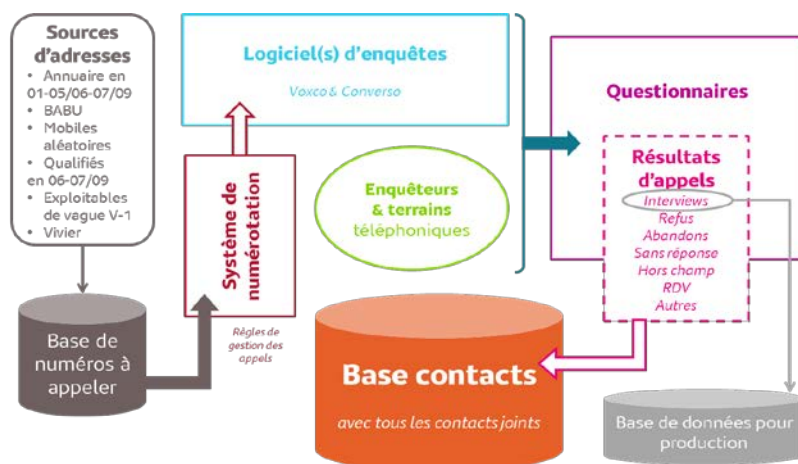 Sources
d'adresses
• Annuaire en
01-05/06-07/09
• BABU
• Mobiles
aléatoires
• Qualifiés
en 06-07/09
• Exploitables
de vague V-1
• Vivier
Base de
numéros à
appeler
Système de
numérotation
Règles de
gestion des
appels
Logiciel(s) d'enquêtes
Voxco & Converso
Enquêteurs
& terrains
téléphoniques
Questionnaires
Résultats
d'appels
Interviews
Refus
Abandons
Sans réponse
Hors champ
RDV
Autres
Base contacts
avec tous les contacts joints
Base de données pour
production